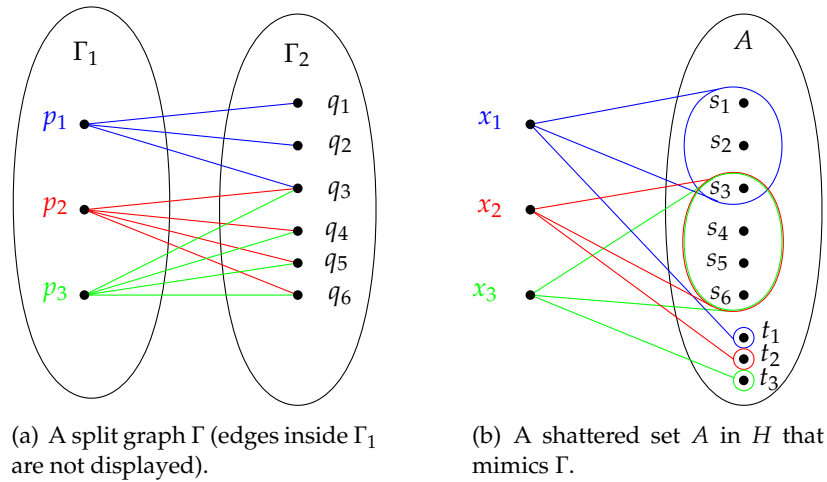 Γ₁
Γ₂
p₁
p₂
p₃
q₁
q₂
q₃
q₄
q₅
q₆
(a) A split graph Γ (edges inside Γ₁
are not displayed).
A
x₁
x₂
x₃
s₁
s₂
s₃
s₄
s₅
s₆
t₁
t₂
t₃
(b) A shattered set A in H that
mimics Γ.